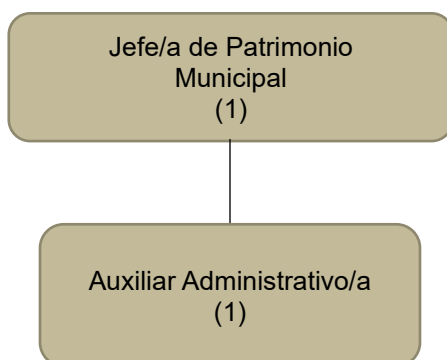 Jefe/a de Patrimonio
Municipal
(1)
Auxiliar Administrativo/a
(1)